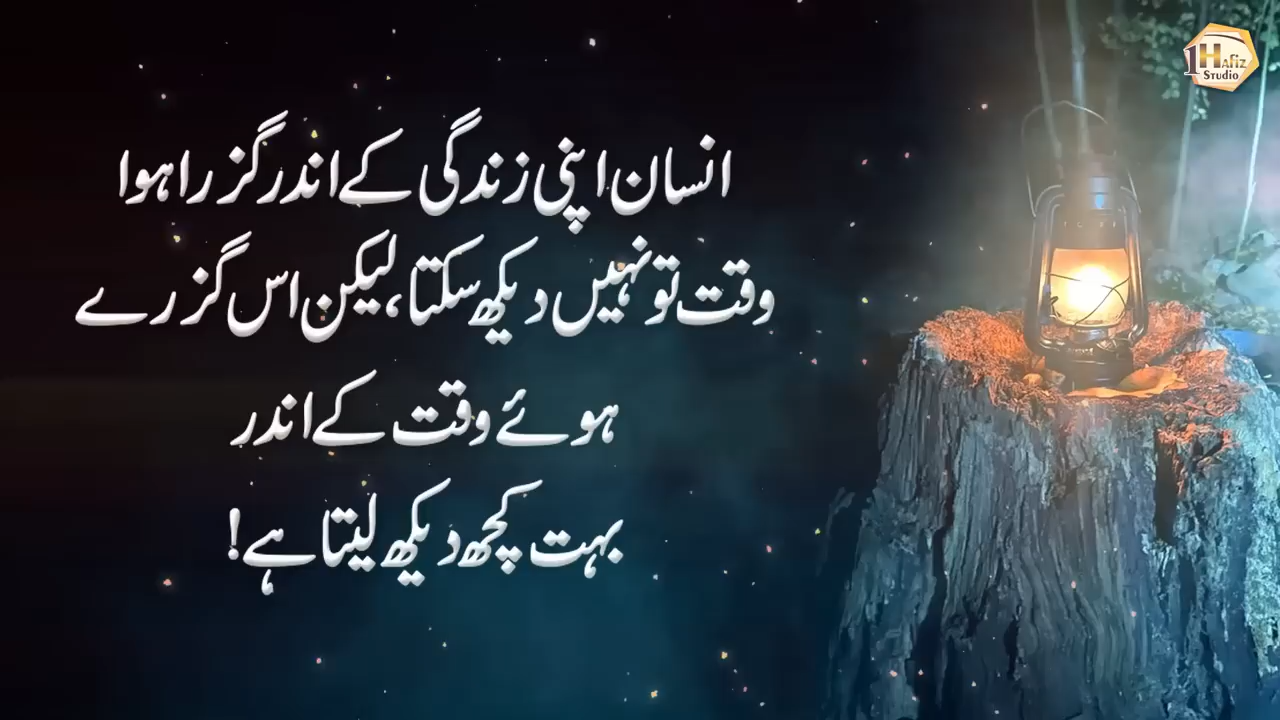 انسان اپنی زندگی کے اندر گزرا ہوا
وقت تو نہیں دیکھ سکتا، لیکن اس گزرے
ہوئے وقت کے اندر
بہت کچھ دیکھ لیتا ہے!
1Hafiz
Studio